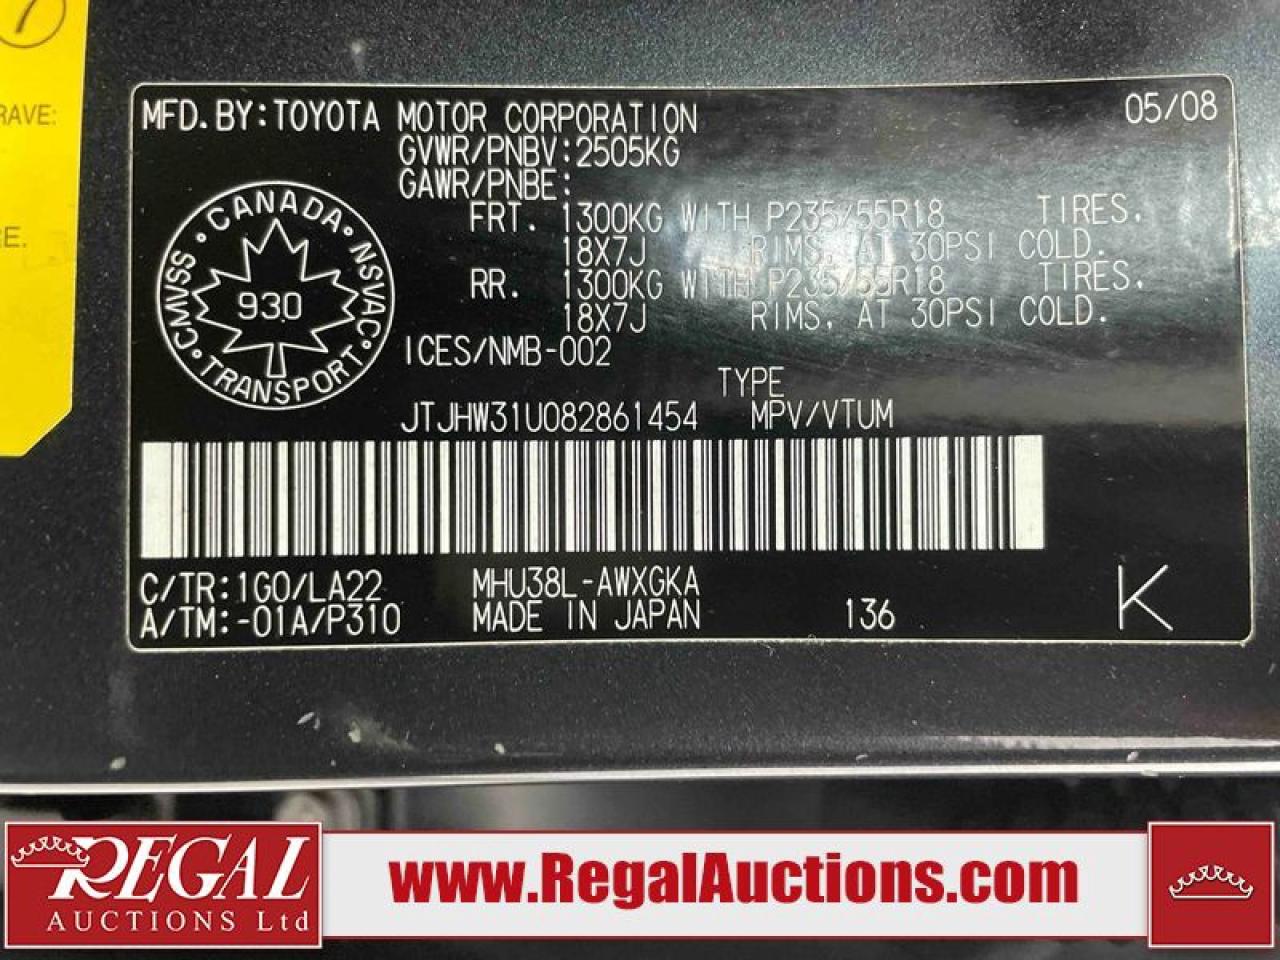 7
RAVE:
RE.
MFD. BY: TOYOTA MOTOR CORPORATION 05/08
GVWR/PNBV: 2505KG
GAWR/PNBE:
FRT. 1300KG WITH P235/55R18 TIRES,
18X7J RIMS, AT 30PSI COLD.
RR. 1300KG WITH P235/55R18 TIRES,
18X7J RIMS, AT 30PSI COLD.
CANADA • NSVAC • TRANSPORT • CMVSS •
930
ICES/NMB-002
TYPE
JTJHW31U082861454 MPV/VTUM
C/TR: 1G0/LA22 MHU38L-AWXGKA
A/TM: -01A/P310 MADE IN JAPAN 136 K
REGAL
AUCTIONS Ltd
www.RegalAuctions.com